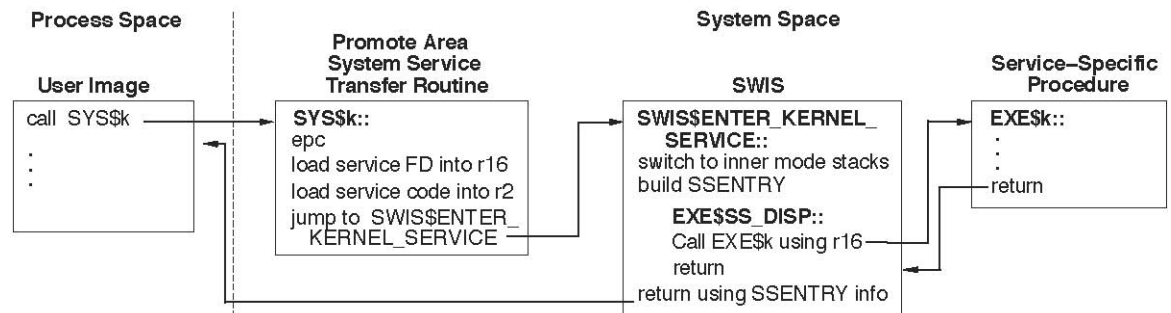 Process Space
System Space
User Image
call SYS$k
.
.
.
Promote Area
System Service
Transfer Routine
SYS$k::
epc
load service FD into r16
load service code into r2
jump to SWIS$ENTER_
KERNEL_SERVICE
SWIS
SWIS$ENTER_KERNEL_
SERVICE::
switch to inner mode stacks
build SSENTRY
EXE$SS_DISP::
Call EXE$k using r16
return
return using SSENTRY info
Service–Specific
Procedure
EXE$k::
.
.
.
return